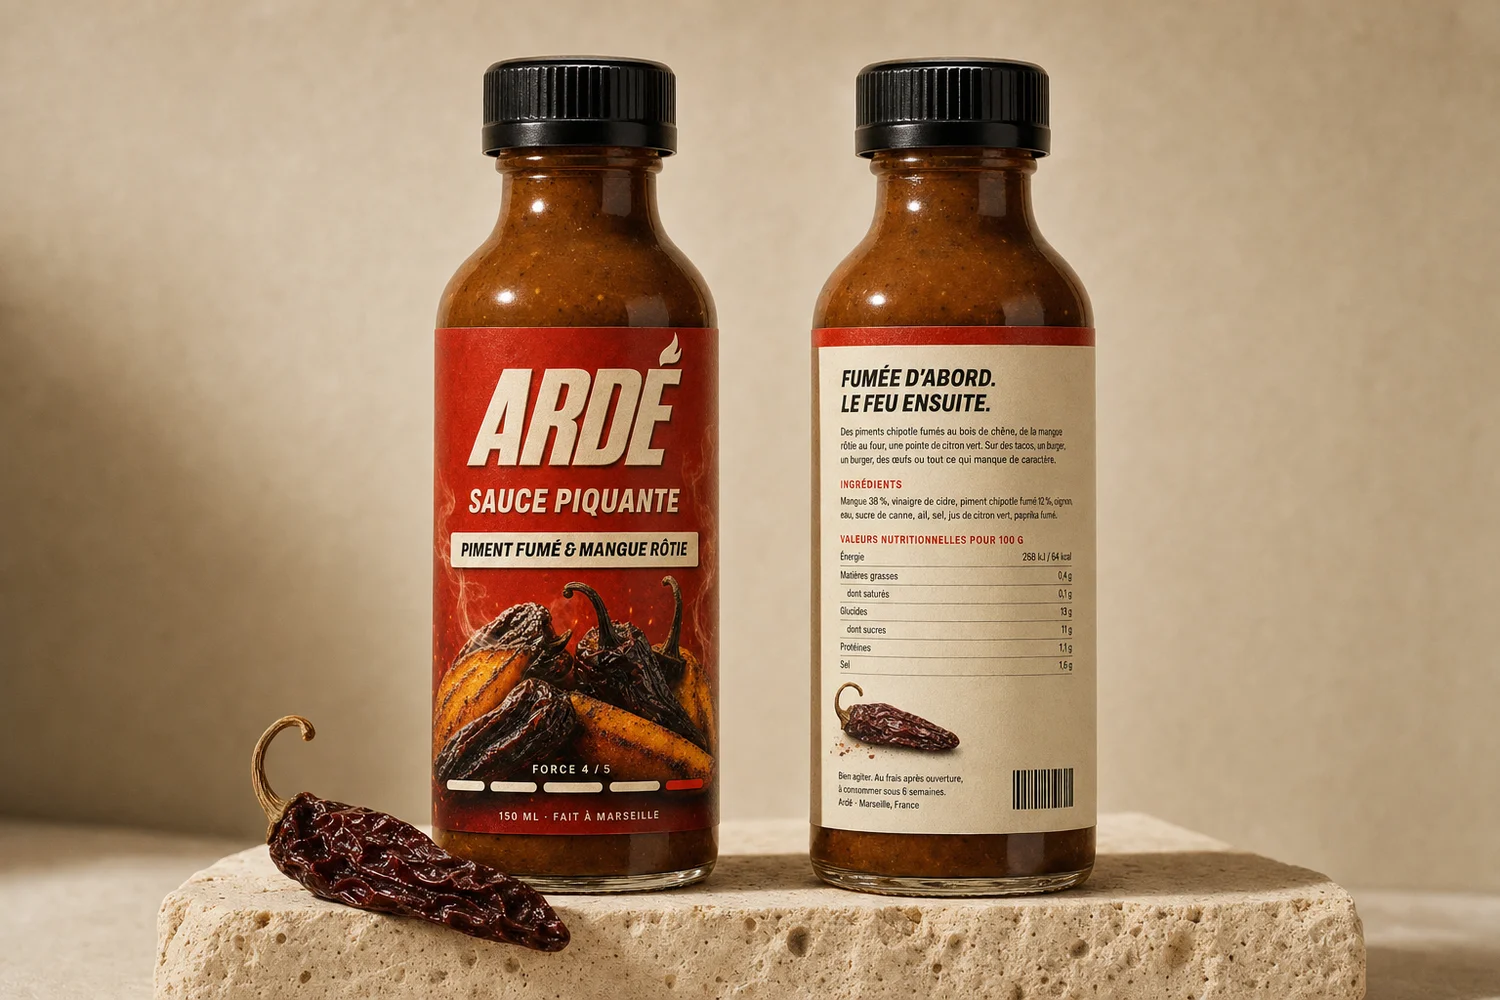 ARDÉ
SAUCE PIQUANTE
PIMENT FUMÉ & MANGUE RÔTIE
FORCE 4 / 5
150 ML · FAIT À MARSEILLE
FUMÉE D'ABORD.
LE FEU ENSUITE.
Des piments chipotle fumés au bois de chêne, de la mangue
rôtie au four, une pointe de citron vert. Sur des tacos, un burger,
un burger, des œufs ou tout ce qui manque de caractère.
INGRÉDIENTS
Mangue 38 %, vinaigre de cidre, piment chipotle fumé 12%, oignon,
eau, sucre de canne, ail, sel, jus de citron vert, paprika fumé.
VALEURS NUTRITIONNELLES POUR 100 G
Énergie 268 kJ / 64 kcal
Matières grasses 0,4 g
dont saturés 0,1 g
Glucides 13 g
dont sucres 11 g
Protéines 1,1 g
Sel 1,6 g
Bien agiter. Au frais après ouverture,
à consommer sous 6 semaines.
Ardé - Marseille, France